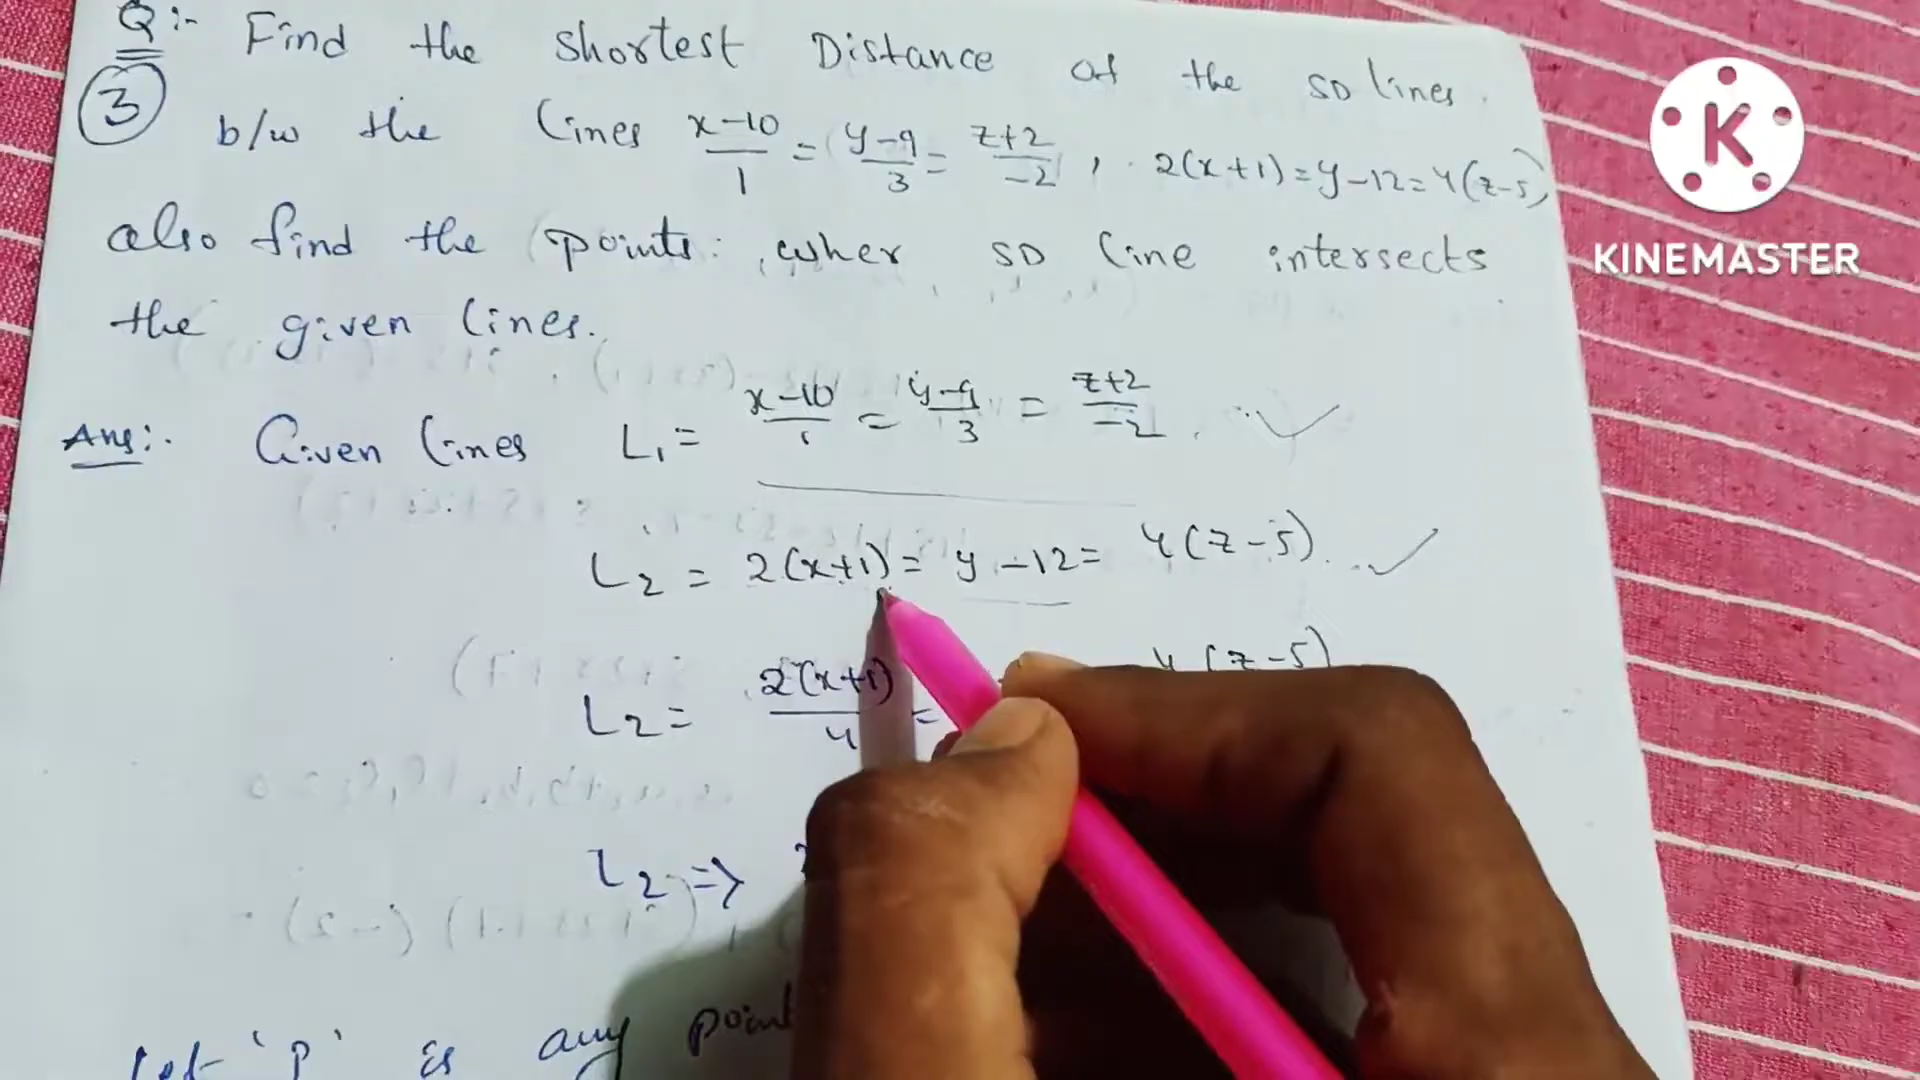 Q:- Find the shortest Distance of the SD lines.
③ b/w the lines x-10/1 = y-9/3 = z+2/-2 , 2(x+1)=y-12=4(z-5)
also find the points wher SD line intersects
the given lines.
Ans:- Given lines L1 = x-10/1 = y-9/3 = z+2/-2 .
L2 = 2(x+1) = y-12 = 4(z-5).
L2 = 2(x+1)/4 = 4(z-5)
L2 =>
Let 'P' is any point
K
KINEMASTER